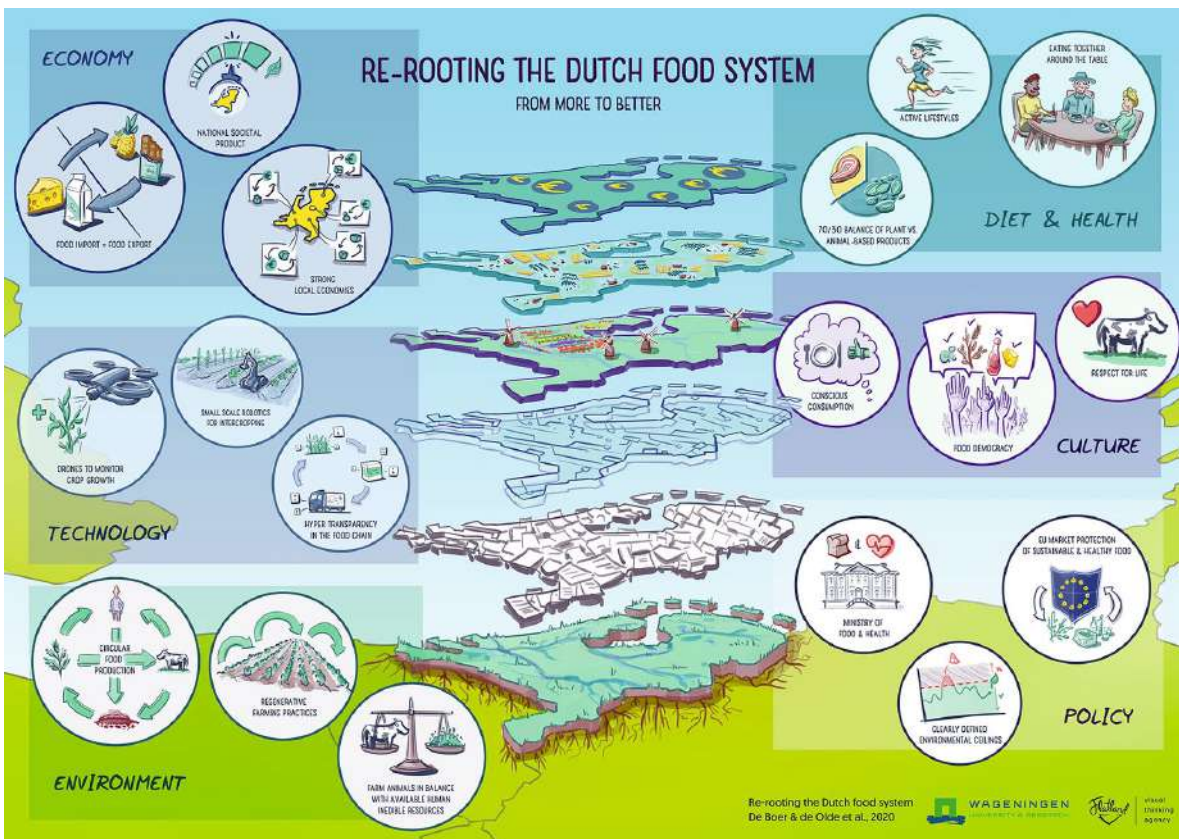 RE-ROOTING THE DUTCH FOOD SYSTEM
FROM MORE TO BETTER
ECONOMY
NATIONAL SOCIETAL
PRODUCT
FOOD IMPORT = FOOD EXPORT
STRONG
LOCAL ECONOMIES
ACTIVE LIFESTYLES
EATING TOGETHER
AROUND THE TABLE
70/30 BALANCE OF PLANT VS.
ANIMAL-BASED PRODUCTS
DIET & HEALTH
TECHNOLOGY
DRONES TO MONITOR
CROP GROWTH
SMALL SCALE ROBOTICS
FOR INTERCROPPING
HYPER TRANSPARENCY
IN THE FOOD CHAIN
CONSCIOUS
CONSUMPTION
FOOD DEMOCRACY
RESPECT FOR LIFE
CULTURE
CIRCULAR
FOOD
PRODUCTION
REGENERATIVE
FARMING PRACTICES
FARM ANIMALS IN BALANCE
WITH AVAILABLE HUMAN
INEDIBLE RESOURCES
ENVIRONMENT
MINISTRY OF
FOOD & HEALTH
EU MARKET PROTECTION
OF SUSTAINABLE & HEALTHY FOOD
CLEARLY DEFINED
ENVIRONMENTAL CEILINGS
POLICY
Re-rooting the Dutch food system
De Boer & de Olde et al., 2020
WAGENINGEN
UNIVERSITY & RESEARCH
Flatland
visual
thinking
agency